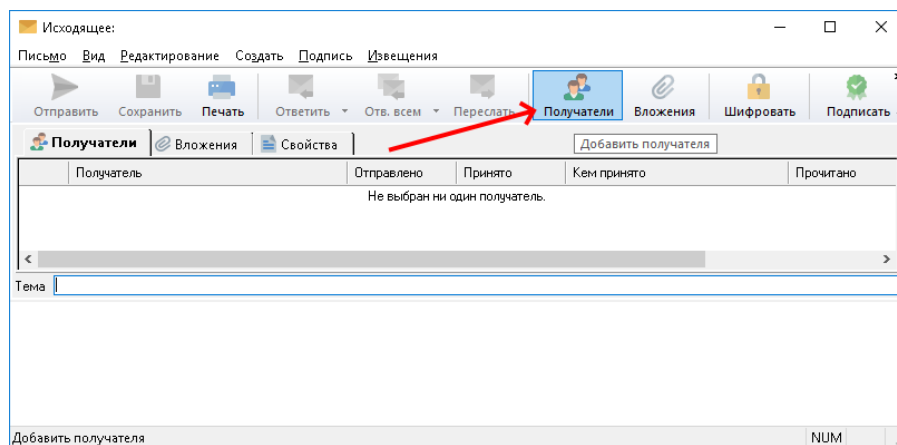 Исходящее:
Письмо Вид Редактирование Создать Подпись Извещения
Отправить Сохранить Печать Ответить Отв. всем Переслать Получатели Вложения Шифровать Подписать
Получатели Вложения Свойства Добавить получателя
Получатель Отправлено Принято Кем принято Прочитано
Не выбран ни один получатель.
Тема
Добавить получателя NUM